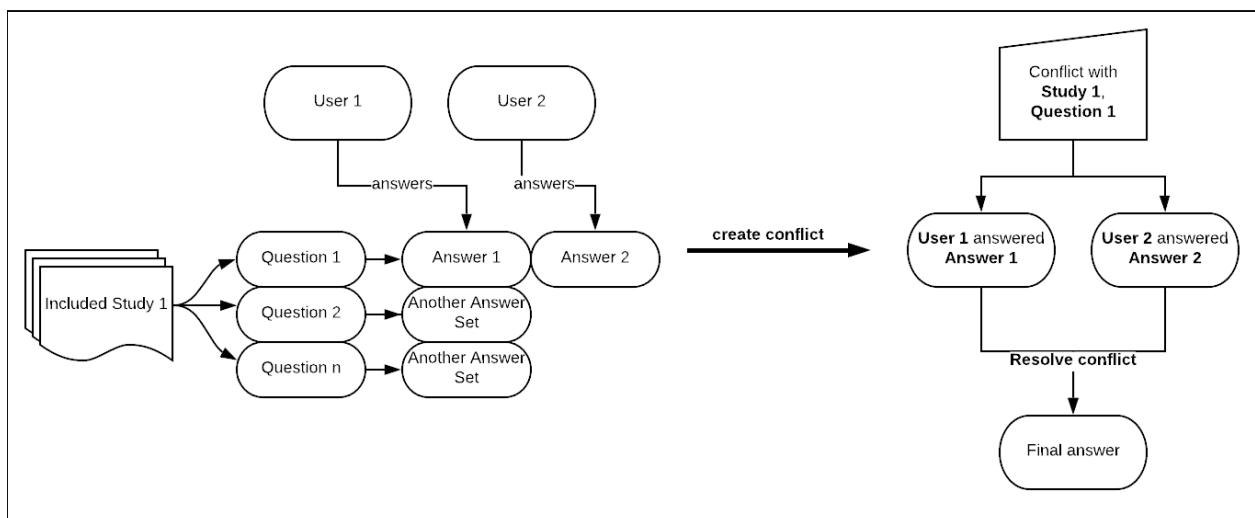 User 1
User 2
Conflict with
Study 1,
Question 1
answers
answers
create conflict
User 1 answered
Answer 1
User 2 answered
Answer 2
Included Study 1
Question 1
Answer 1
Answer 2
Question 2
Another Answer
Set
Question n
Another Answer
Set
Resolve conflict
Final answer